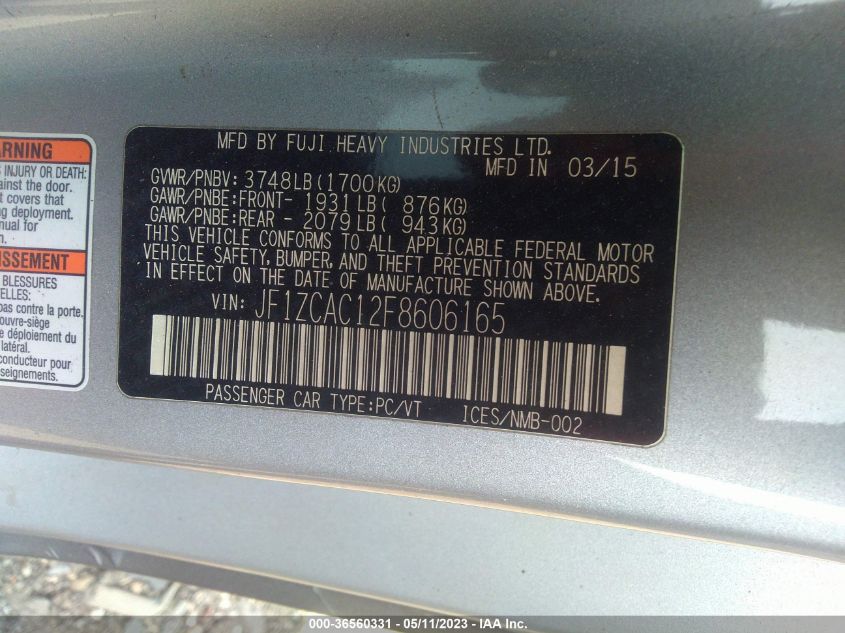 MFD BY FUJI HEAVY INDUSTRIES LTD.
MFD IN 03/15
GVWR/PNBV: 3748LB(1700KG)
GAWR/PNBE:FRONT- 1931LB( 876KG)
GAWR/PNBE:REAR - 2079LB( 943KG)
THIS VEHICLE CONFORMS TO ALL APPLICABLE FEDERAL MOTOR
VEHICLE SAFETY, BUMPER, AND THEFT PREVENTION STANDARDS
IN EFFECT ON THE DATE OF MANUFACTURE SHOWN ABOVE.
VIN: JF1ZCAC12F8606165
PASSENGER CAR TYPE:PC/VT ICES/NMB-002
ARNING
INJURY OR DEATH:
ainst the door.
t covers that
ng deployment.
nual for
n.
ISSEMENT
BLESSURES
ELLES:
pas contre la porte.
ouvre-siège
latéral.
conducteur pour
seignements.
000-36560331 - 05/11/2023 - IAA, Inc.